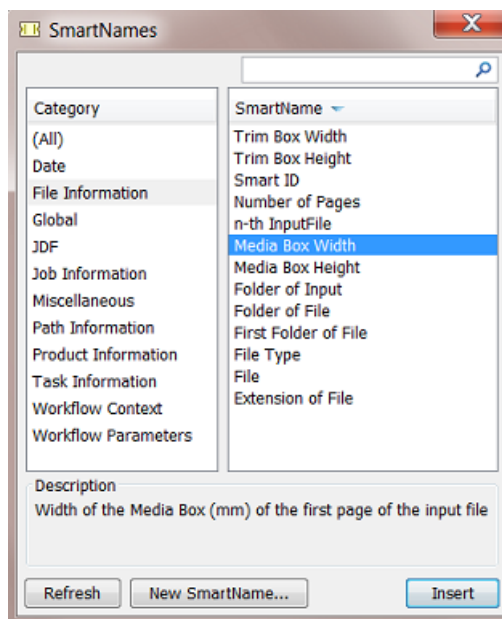 SmartNames
Category
(All)
Date
File Information
Global
JDF
Job Information
Miscellaneous
Path Information
Product Information
Task Information
Workflow Context
Workflow Parameters
SmartName
Trim Box Width
Trim Box Height
Smart ID
Number of Pages
n-th InputFile
Media Box Width
Media Box Height
Folder of Input
Folder of File
First Folder of File
File Type
File
Extension of File
Description
Width of the Media Box (mm) of the first page of the input file
Refresh
New SmartName...
Insert